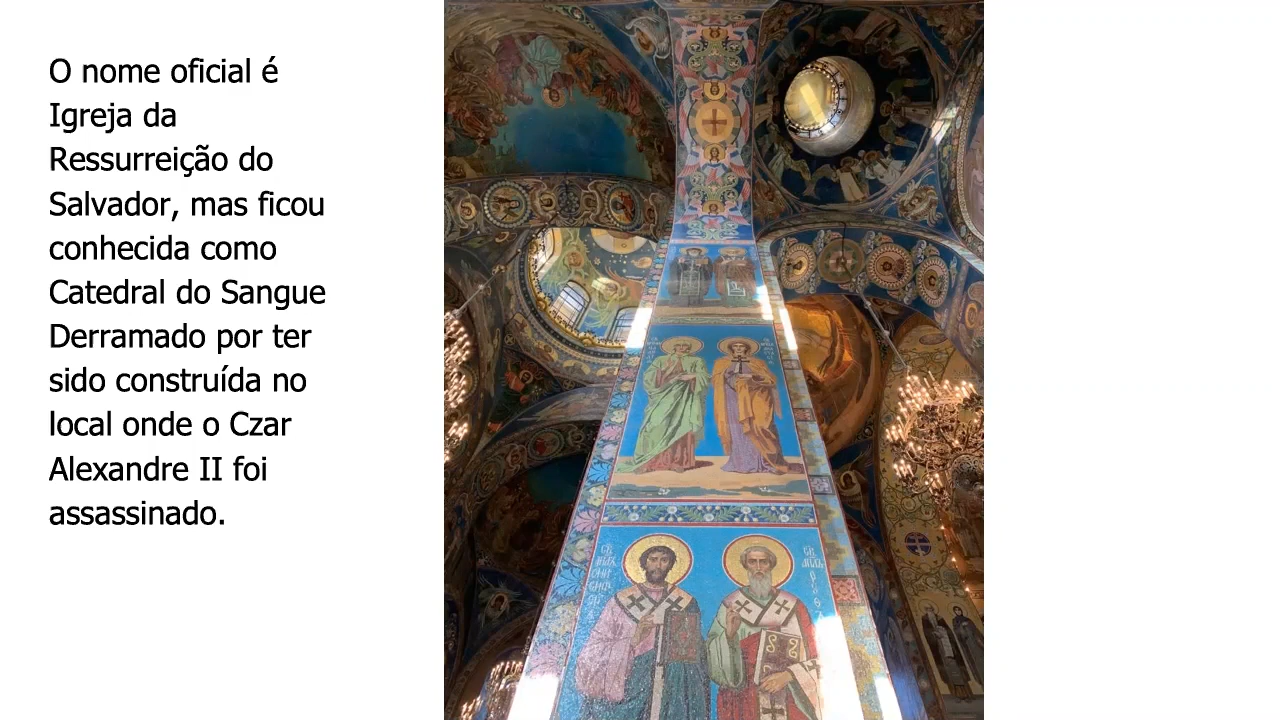 O nome oficial é
Igreja da
Ressurreição do
Salvador, mas ficou
conhecida como
Catedral do Sangue
Derramado por ter
sido construída no
local onde o Czar
Alexandre II foi
assassinado.